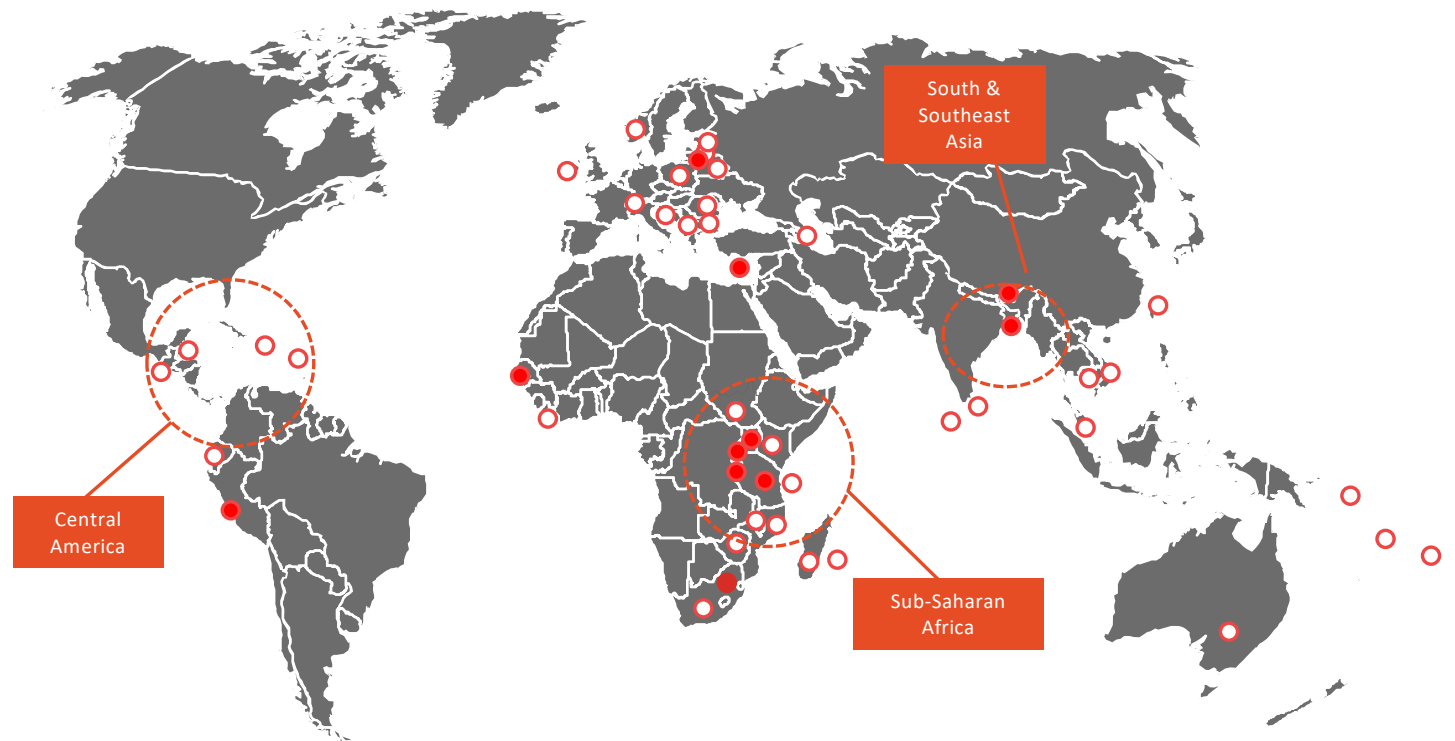 South &
Southeast
Asia
Central
America
Sub-Saharan
Africa